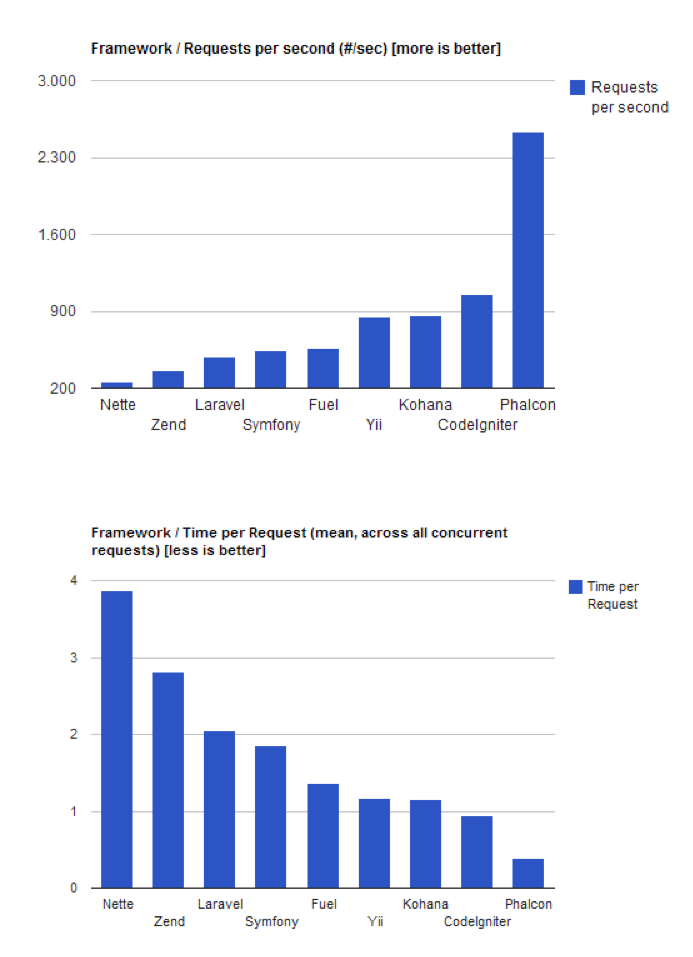 Framework / Requests per second (#/sec) [more is better]
3.000
2.300
1.600
900
200
Requests
per second
Nette Laravel Fuel Kohana Phalcon
Zend Symfony Yii CodeIgniter
Framework / Time per Request (mean, across all concurrent
requests) [less is better]
4
3
2
1
0
Time per
Request
Nette Laravel Fuel Kohana Phalcon
Zend Symfony Yii CodeIgniter